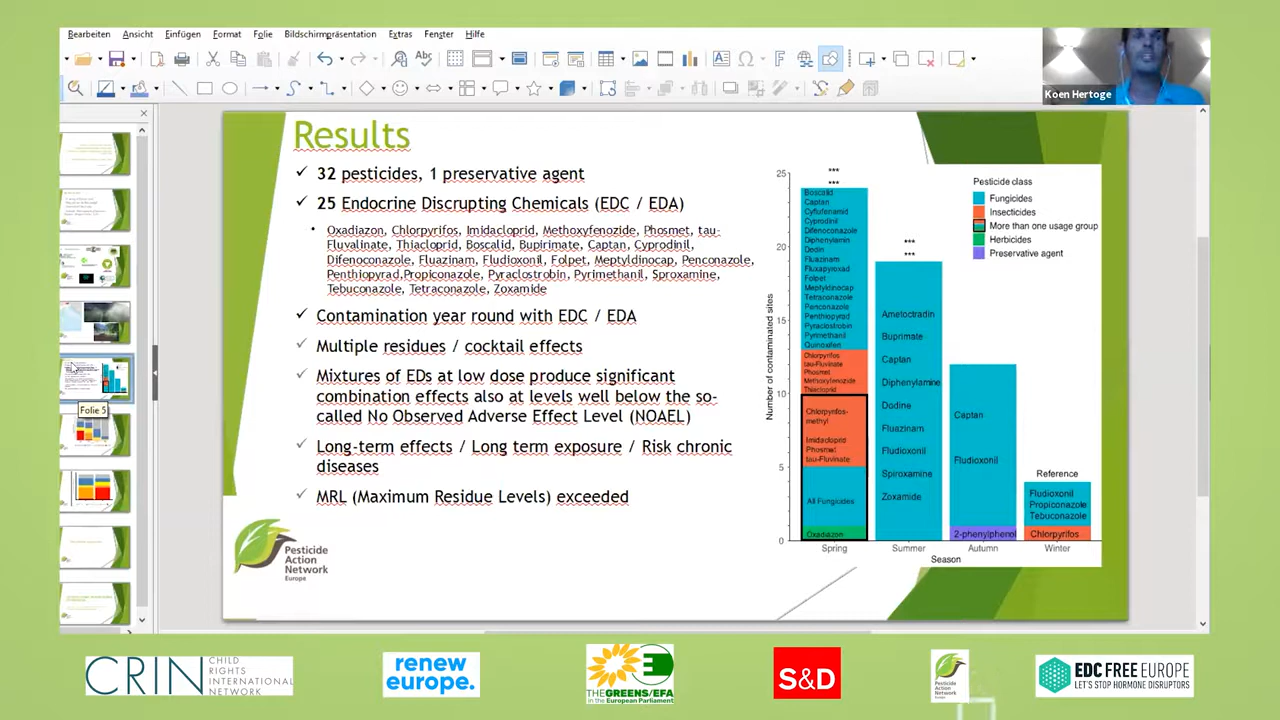 Bearbeiten Ansicht Einfügen Format Folie Bildschirmpräsentation Extras Fenster Hilfe
Koen Hertoge
Results
32 pesticides, 1 preservative agent
25 Endocrine Disrupting Chemicals (EDC / EDA)
Oxadiazon, Chlorpyrifos, Imidacloprid, Methoxyfenozide, Phosmet, tau-
Fluvalinate, Thiacloprid, Boscalid, Bupirimate, Captan, Cyprodinil,
Difenoconazole, Fluazinam, Fludioxonil, Folpet, Meptyldinocap, Penconazole,
Penthiopyrad,Propiconazole, Pyraclostrobin, Pyrimethanil, Spiroxamine,
Tebuconazole, Tetraconazole, Zoxamide
Contamination year round with EDC / EDA
Multiple residues / cocktail effects
Mixtures of EDs at low dose produce significant
combination effects also at levels well below the so-
called No Observed Adverse Effect Level (NOAEL)
Long-term effects / Long term exposure / Risk chronic
diseases
MRL (Maximum Residue Levels) exceeded
Folie 5
Pesticide
Action
Network
Europe
Number of contaminated sites
25
20
15
10
5
0
***
***
Boscalid
Captan
Cyflufenamid
Cyprodinil
Difenoconazole
Diphenylamin
Dodin
Fluazinam
Fluxapyroxad
Folpet
Meptyldinocap
Tetraconazole
Penconazole
Penthiopyrad
Pyraclostrobin
Pyrimethanil
Quinoxifen
Chlorpyrifos
tau-Fluvinate
Phosmet
Methoxyfenozide
Thiacloprid
Chlorpyrifos-
methyl
Imidacloprid
Phosmet
tau-Fluvinate
All Fungicides
Oxadiazon
***
***
Ametoctradin
Buprimate
Captan
Diphenylamine
Dodine
Fluazinam
Fludioxonil
Spiroxamine
Zoxamide
Captan
Fludioxonil
2-phenylphenol
Reference
Fludioxonil
Propiconazole
Tebuconazole
Chlorpyrifos
Spring Summer Autumn Winter
Season
Pesticide class
Fungicides
Insecticides
More than one usage group
Herbicides
Preservative agent
CRIN CHILD
RIGHTS
INTERNATIONAL
NETWORK
renew
europe.
THE GREENS/EFA
in the European Parliament
S&D
Pesticide
Action
Network
EDC FREE EUROPE
LET'S STOP HORMONE DISRUPTORS